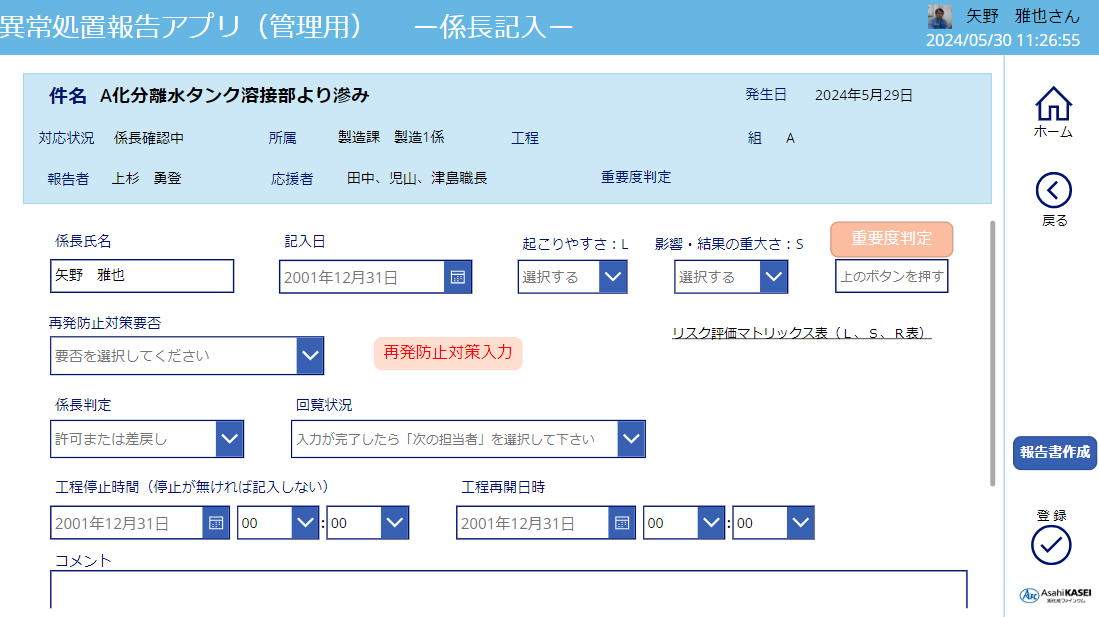 異常処置報告アプリ（管理用）　ー係長記入ー
矢野　雅也さん
2024/05/30 11:26:55
件名 A化分離水タンク溶接部より滲み
発生日 2024年5月29日
対応状況 係長確認中 所属 製造課　製造1係 工程 組 A
報告者 上杉　勇登 応援者 田中、児山、津島職長 重要度判定
ホーム
戻る
係長氏名 記入日 起こりやすさ：L 影響・結果の重大さ：S 重要度判定
矢野　雅也 2001年12月31日 選択する 選択する 上のボタンを押す
再発防止対策要否
リスク評価マトリックス表（L、S、R表）
要否を選択してください 再発防止対策入力
係長判定 回覧状況
許可または差戻し 入力が完了したら「次の担当者」を選択して下さい
報告書作成
工程停止時間（停止が無ければ記入しない） 工程再開日時
2001年12月31日 00 : 00 2001年12月31日 00 : 00
登録
コメント
AFC AsahiKASEI
旭化成ファインケム